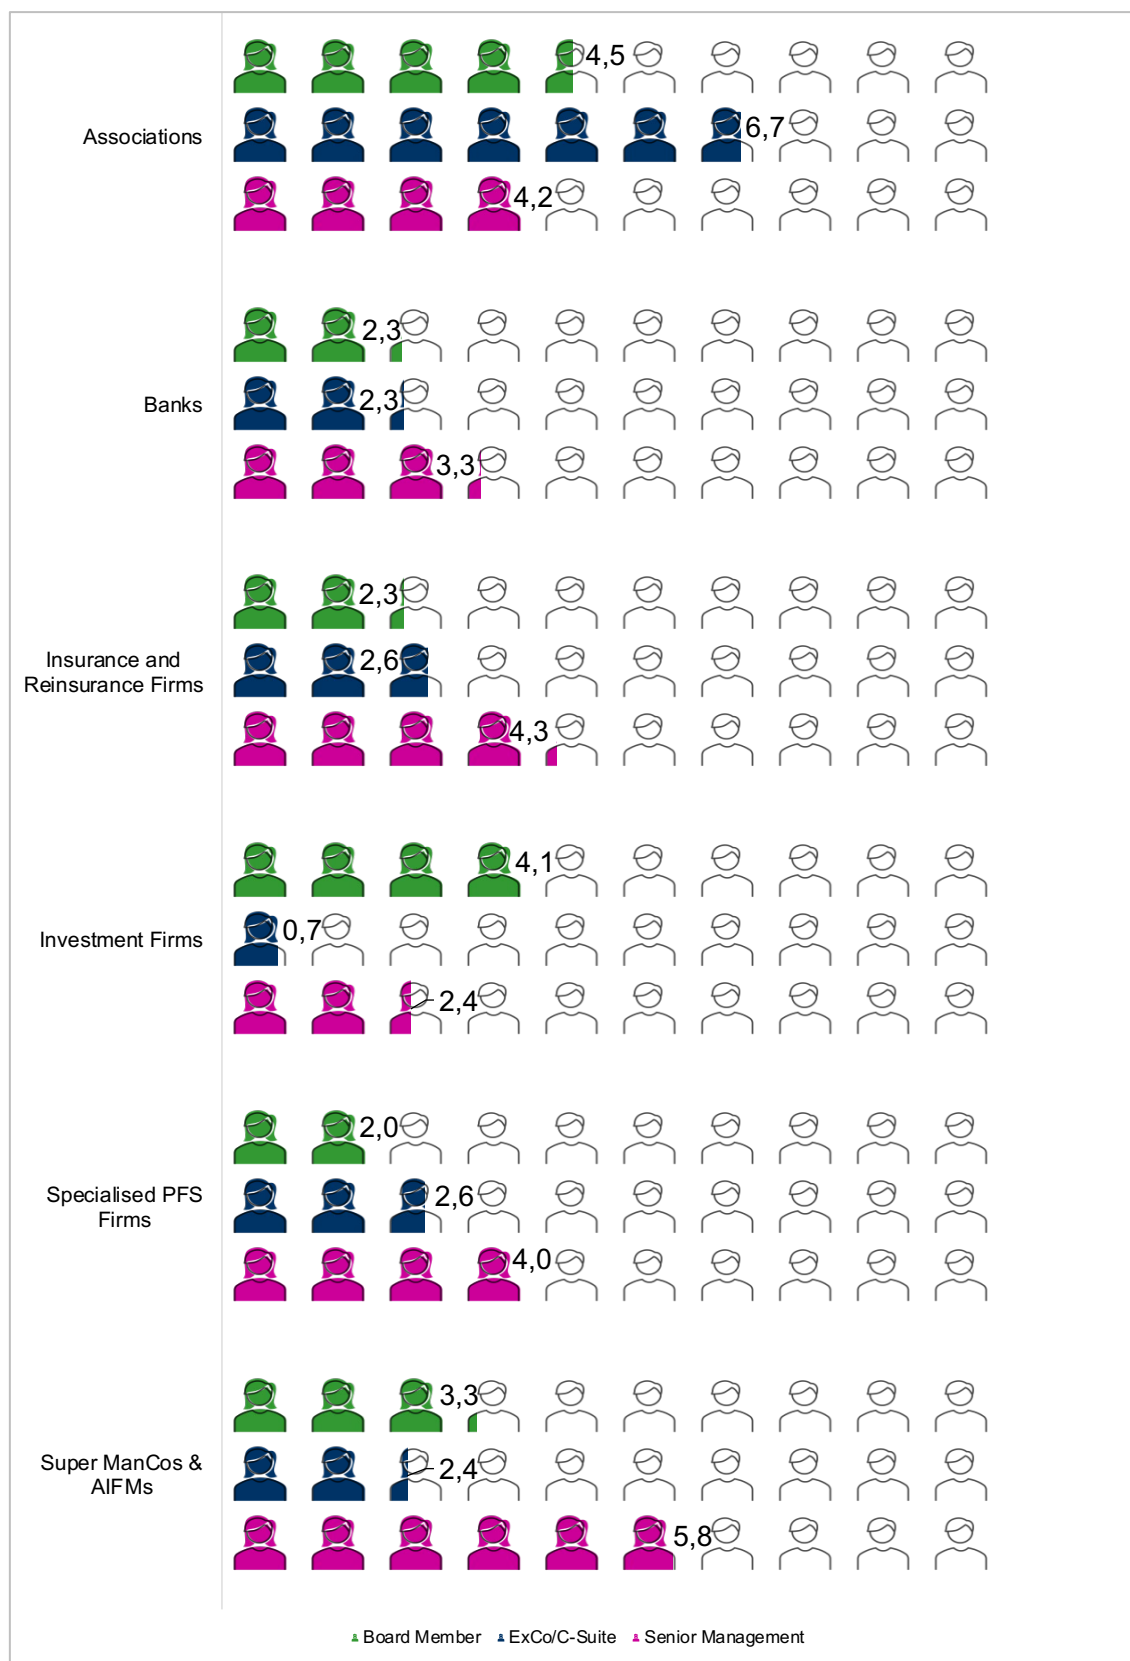 4,5
Associations
6,7
4,2
2,3
Banks
2,3
3,3
2,3
Insurance and
Reinsurance Firms
2,6
4,3
4,1
Investment Firms
0,7
2,4
2,0
Specialised PFS
Firms
2,6
4,0
3,3
Super ManCos &
AIFMs
2,4
5,8
Board Member ExCo/C-Suite Senior Management